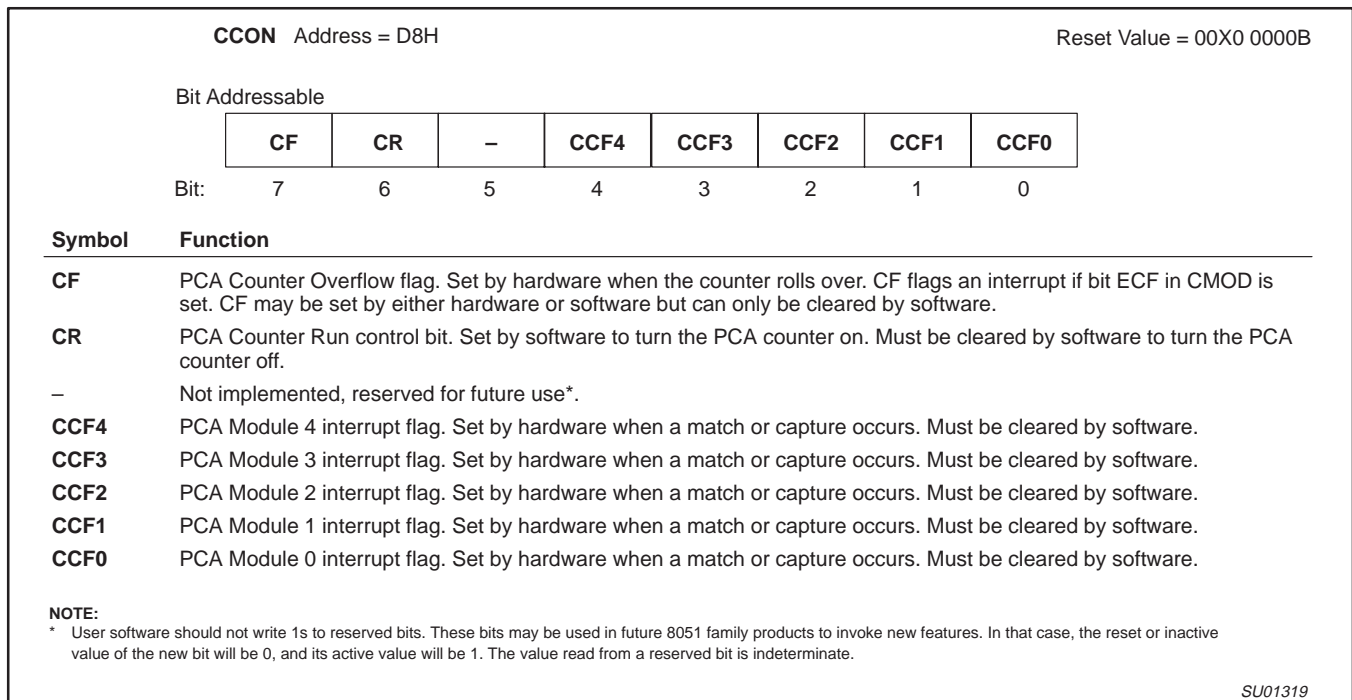 CCON Address = D8H Reset Value = 00X0 0000B
Bit Addressable
CF CR – CCF4 CCF3 CCF2 CCF1 CCF0
Bit: 7 6 5 4 3 2 1 0
Symbol Function
CF PCA Counter Overflow flag. Set by hardware when the counter rolls over. CF flags an interrupt if bit ECF in CMOD is
set. CF may be set by either hardware or software but can only be cleared by software.
CR PCA Counter Run control bit. Set by software to turn the PCA counter on. Must be cleared by software to turn the PCA
counter off.
– Not implemented, reserved for future use*.
CCF4 PCA Module 4 interrupt flag. Set by hardware when a match or capture occurs. Must be cleared by software.
CCF3 PCA Module 3 interrupt flag. Set by hardware when a match or capture occurs. Must be cleared by software.
CCF2 PCA Module 2 interrupt flag. Set by hardware when a match or capture occurs. Must be cleared by software.
CCF1 PCA Module 1 interrupt flag. Set by hardware when a match or capture occurs. Must be cleared by software.
CCF0 PCA Module 0 interrupt flag. Set by hardware when a match or capture occurs. Must be cleared by software.
NOTE:
* User software should not write 1s to reserved bits. These bits may be used in future 8051 family products to invoke new features. In that case, the reset or inactive
value of the new bit will be 0, and its active value will be 1. The value read from a reserved bit is indeterminate.
SU01319